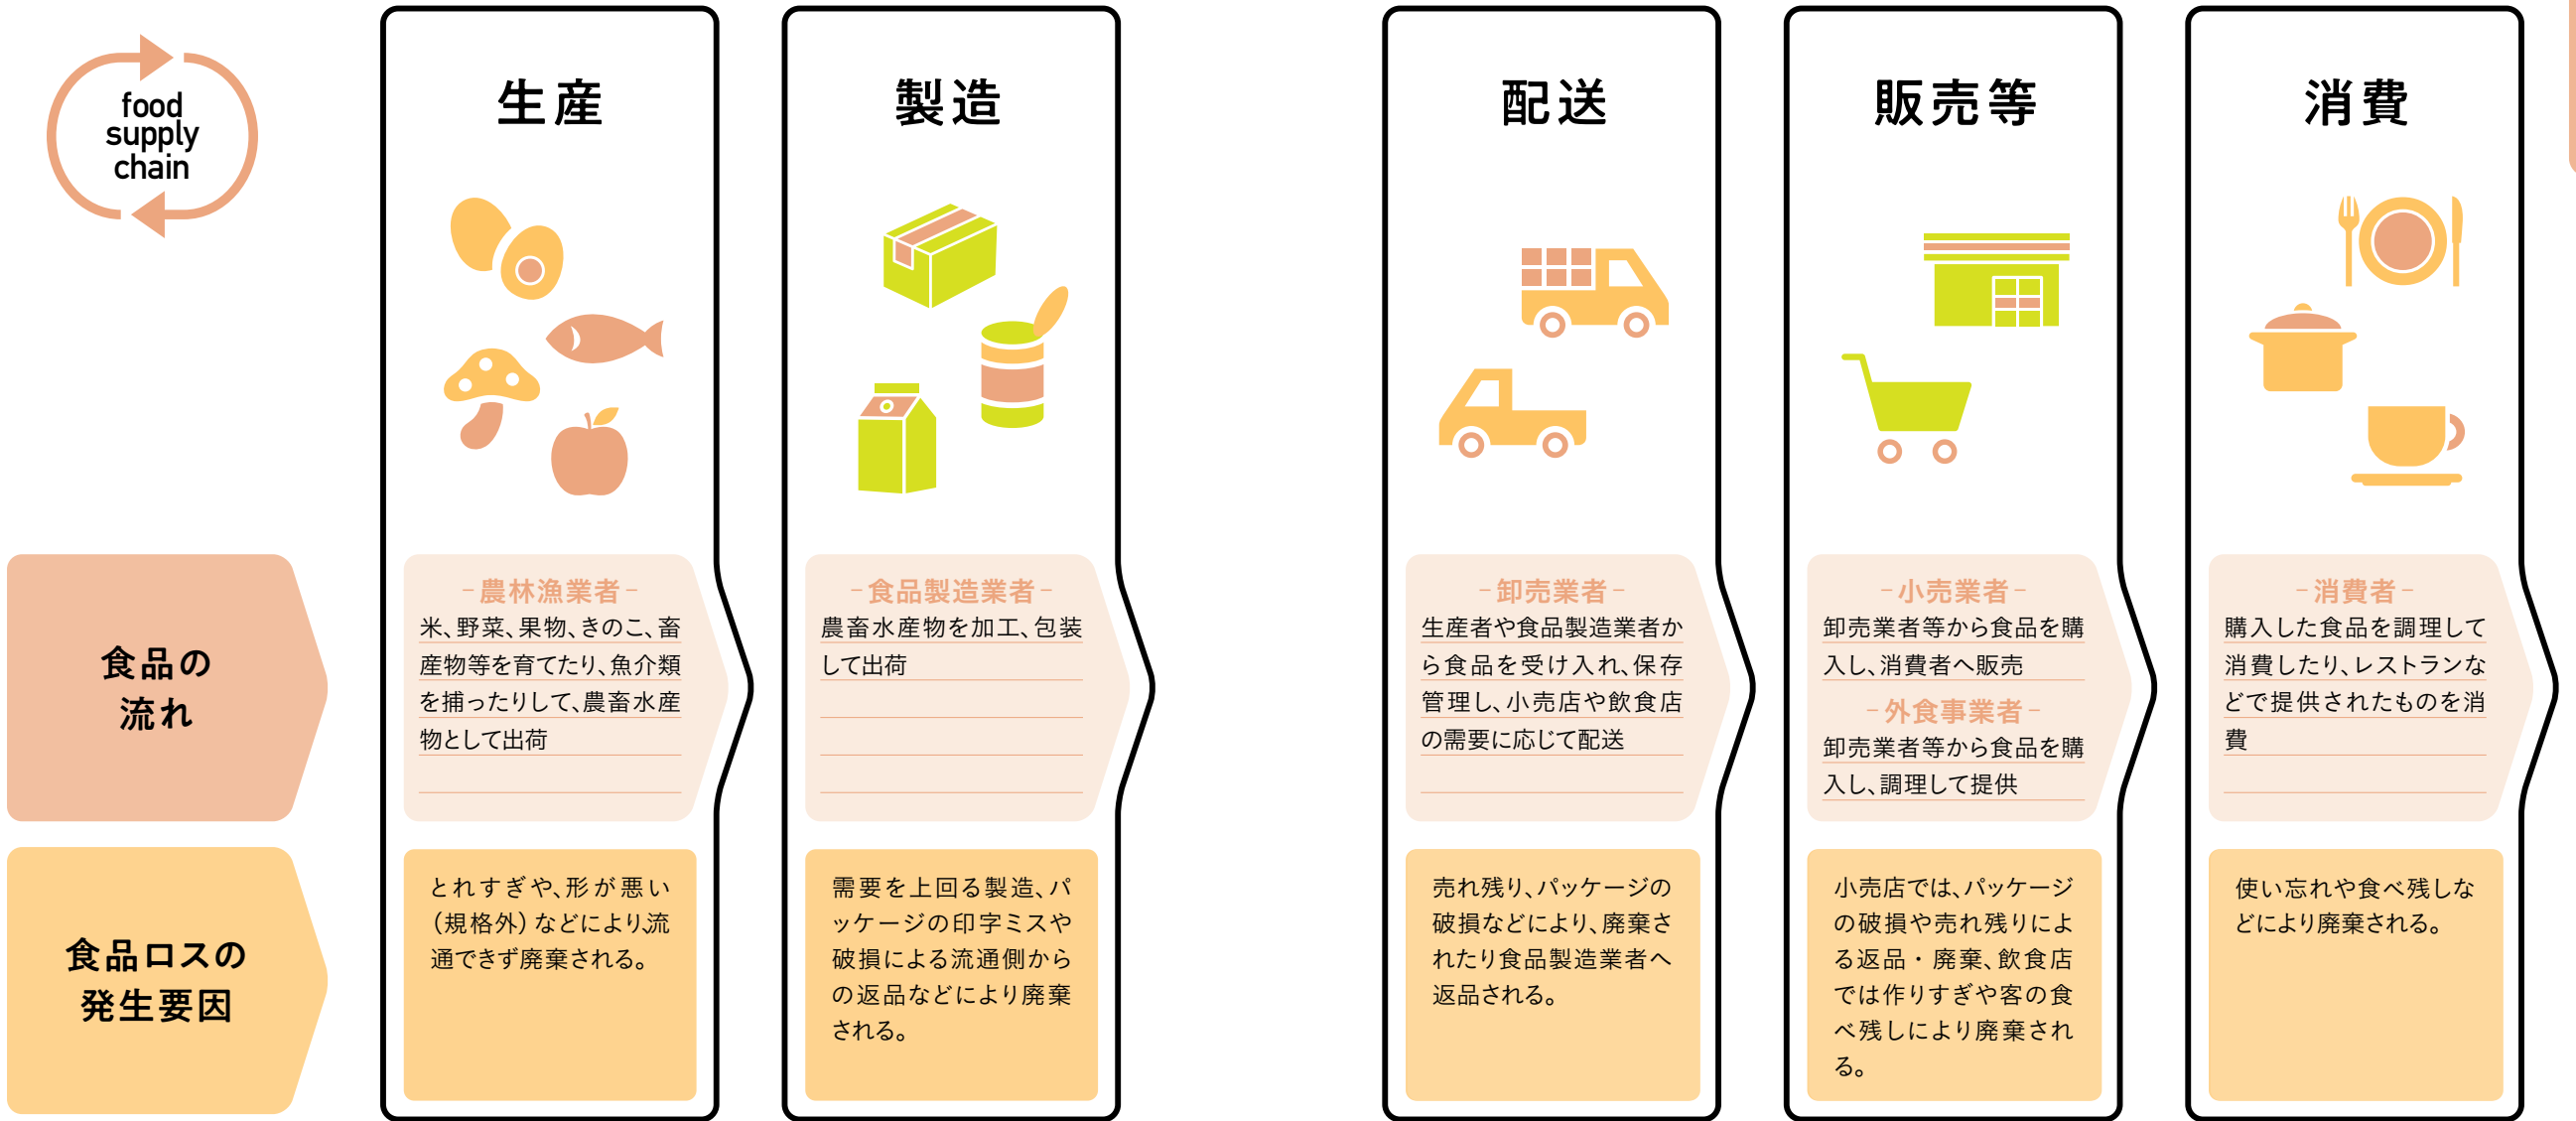 food
supply
chain
生産
製造
配送
販売等
消費
食品の
流れ
－農林漁業者－
米、野菜、果物、きのこ、畜
産物等を育てたり、魚介類
を捕ったりして、農畜水産
物として出荷
－食品製造業者－
農畜水産物を加工、包装
して出荷
－卸売業者－
生産者や食品製造業者か
ら食品を受け入れ、保存
管理し、小売店や飲食店
の需要に応じて配送
－小売業者－
卸売業者等から食品を購
入し、消費者へ販売
－外食事業者－
卸売業者等から食品を購
入し、調理して提供
－消費者－
購入した食品を調理して
消費したり、レストランな
どで提供されたものを消
費
食品ロスの
発生要因
とれすぎや、形が悪い
（規格外）などにより、流
通できず廃棄される。
需要を上回る製造、パ
ッケージの印字ミスや
破損による流通側から
の返品などにより廃棄
される。
売れ残り、パッケージの
破損などにより、廃棄さ
れたり食品製造業者へ
返品される。
小売店では、パッケージ
の破損や売れ残りによ
る返品・廃棄、飲食店
では作りすぎや客の食
べ残しにより廃棄され
る。
使い忘れや食べ残しな
どにより廃棄される。